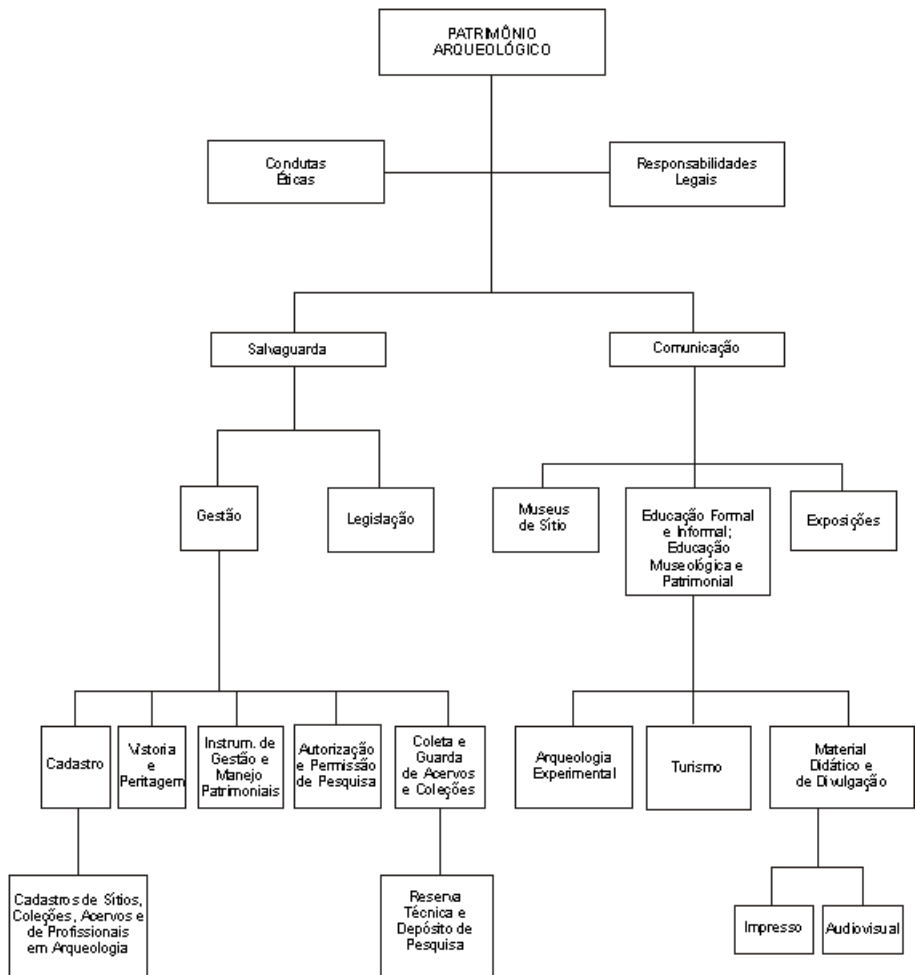 PATRIMÔNIO
ARQUEOLÓGICO
Condutas
Éticas
Responsabilidades
Legais
Salvaguarda
Comunicação
Gestão
Legislação
Museus
de Sítio
Educação Formal
e Informal;
Educação
Museológica e
Patrimonial
Exposições
Cadastro
Vistoria
e
Peritagem
Instrum. de
Gestão e
Manejo
Patrimoniais
Autorização
e Permissão
de Pesquisa
Coleta e
Guarda
de Acervos
e Coleções
Arqueologia
Experimental
Turismo
Material
Didático e
de Divulgação
Cadastros de Sítios,
Coleções, Acervos e
de Profissionais
em Arqueologia
Reserva
Técnica e
Depósito de
Pesquisa
Impresso
Audiovisual